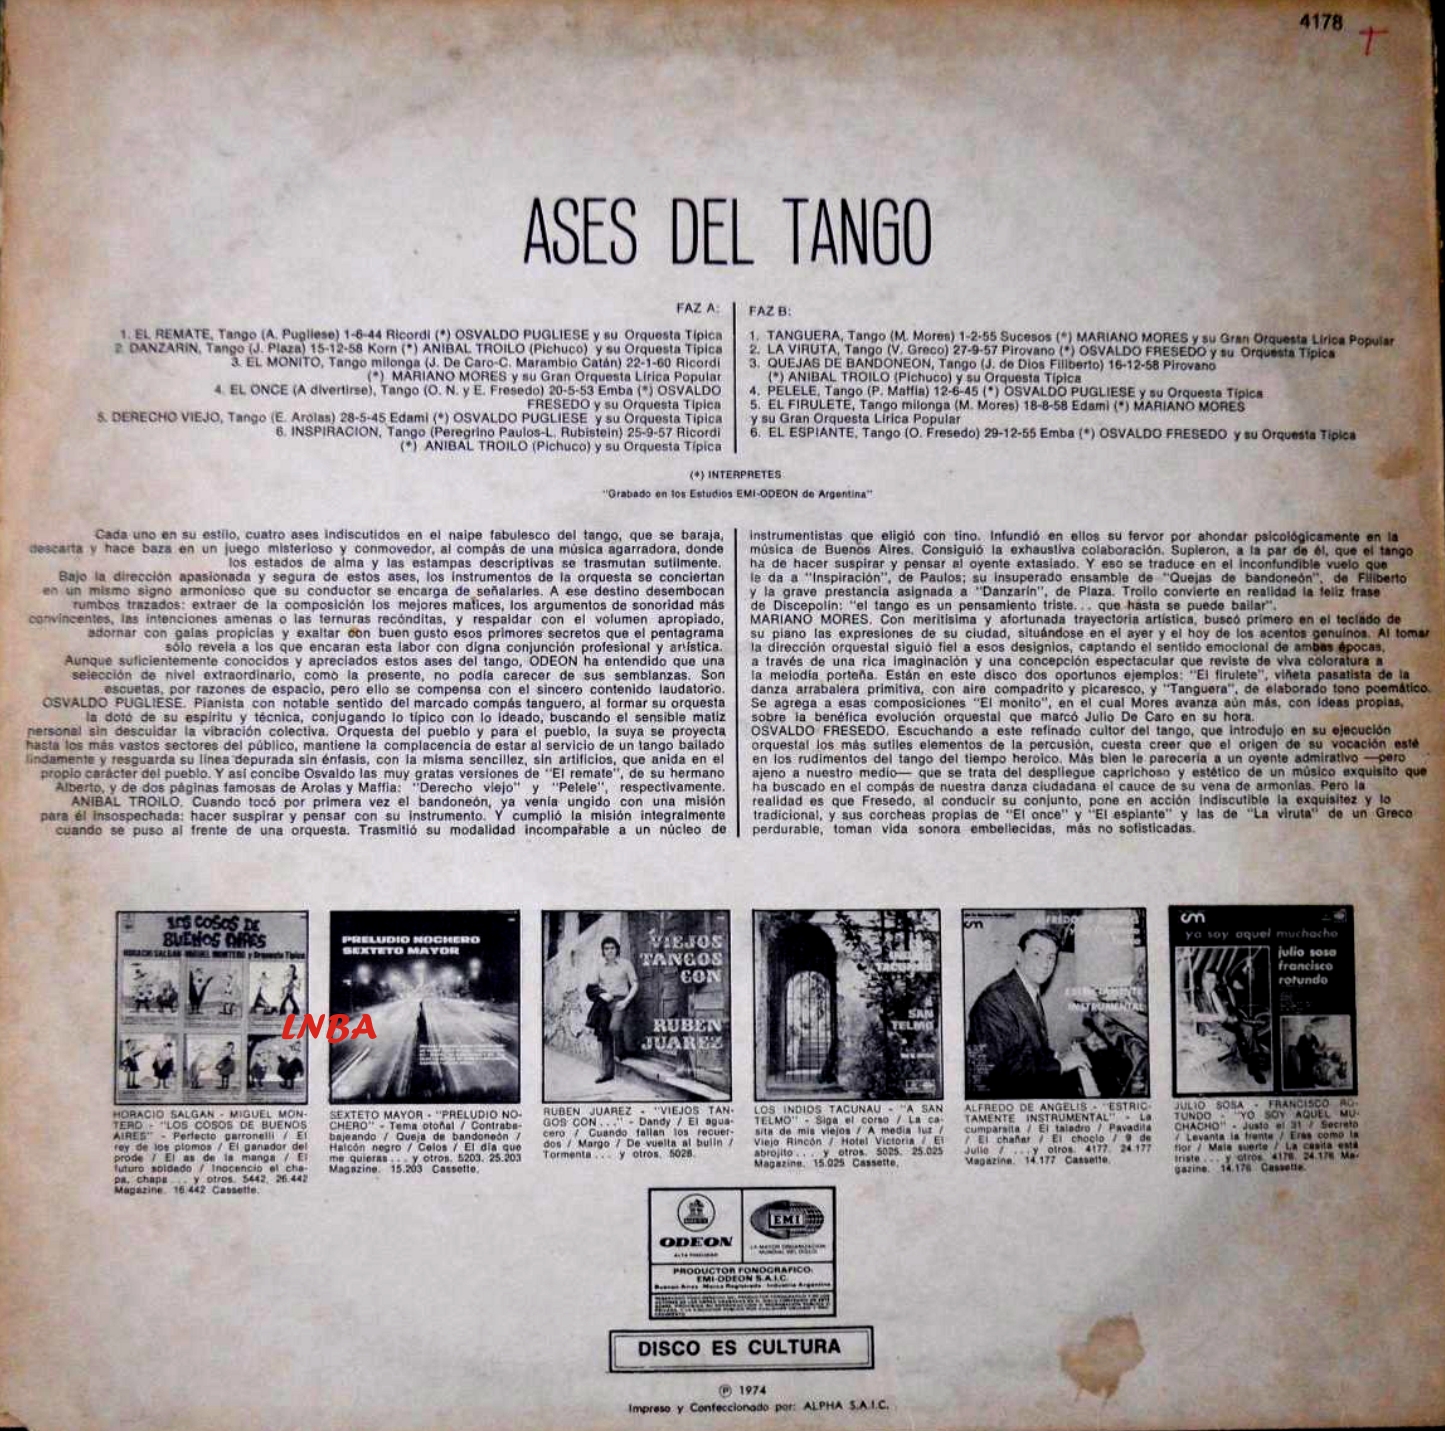 4178
T
ASES DEL TANGO
FAZ A:
1. EL REMATE, Tango (A. Pugliese) 1-6-44 Ricordi (*) OSVALDO PUGLIESE y su Orquesta Típica
2. DANZARIN, Tango (J. Plaza) 15-12-58 Korn (*) ANIBAL TROILO (Pichuco) y su Orquesta Típica
3. EL MONITO, Tango milonga (J. De Caro-C. Marambio Catán) 22-1-60 Ricordi
(*) MARIANO MORES y su Gran Orquesta Lírica Popular
4. EL ONCE (A divertirse), Tango (O. N. y E. Fresedo) 20-5-53 Emba (*) OSVALDO
FRESEDO y su Orquesta Típica
5. DERECHO VIEJO, Tango (E. Arolas) 28-5-45 Edami (*) OSVALDO PUGLIESE y su Orquesta Típica
6. INSPIRACION, Tango (Peregrino Paulos-L. Rubistein) 25-9-57 Ricordi
(*) ANIBAL TROILO (Pichuco) y su Orquesta Típica
FAZ B:
1. TANGUERA, Tango (M. Mores) 1-2-55 Sucesos (*) MARIANO MORES y su Gran Orquesta Lírica Popular
2. LA VIRUTA, Tango (V. Greco) 27-9-57 Pirovano (*) OSVALDO FRESEDO y su Orquesta Típica
3. QUEJAS DE BANDONEON, Tango (J. de Dios Filiberto) 16-12-58 Pirovano
(*) ANIBAL TROILO (Pichuco) y su Orquesta Típica
4. PELELE, Tango (P. Maffia) 12-6-45 (*) OSVALDO PUGLIESE y su Orquesta Típica
5. EL FIRULETE, Tango milonga (M. Mores) 18-8-58 Edami (*) MARIANO MORES
y su Gran Orquesta Lírica Popular
6. EL ESPIANTE, Tango (O. Fresedo) 29-12-55 Emba (*) OSVALDO FRESEDO y su Orquesta Típica
(*) INTERPRETES
"Grabado en los Estudios EMI-ODEON de Argentina"
Cada uno en su estilo, cuatro ases indiscutidos en el naipe fabulesco del tango, que se baraja,
descarta y hace baza en un juego misterioso y conmovedor, al compás de una música agarradora, donde
los estados de alma y las estampas descriptivas se trasmutan sutilmente.
Bajo la dirección apasionada y segura de estos ases, los instrumentos de la orquesta se conciertan
en un mismo signo armonioso que su conductor se encarga de señalarles. A ese destino desembocan
rumbos trazados: extraer de la composición los mejores matices, los argumentos de sonoridad más
convincentes, las intenciones amenas o las ternuras recónditas, y respaldar con el volumen apropiado,
adornar con galas propicias y exaltar con buen gusto esos primores secretos que el pentagrama
sólo revela a los que encaran esta labor con digna conjunción profesional y artística.
Aunque suficientemente conocidos y apreciados estos ases del tango, ODEON ha entendido que una
selección de nivel extraordinario, como la presente, no podía carecer de sus semblanzas. Son
escuetas, por razones de espacio, pero ello se compensa con el sincero contenido laudatorio.
OSVALDO PUGLIESE. Pianista con notable sentido del marcado compás tanguero, al formar su orquesta
la dotó de su espíritu y técnica, conjugando lo típico con lo ideado, buscando el sensible matiz
personal sin descuidar la vibración colectiva. Orquesta del pueblo y para el pueblo, la suya se proyecta
hasta los más vastos sectores del público, mantiene la complacencia de estar al servicio de un tango bailado
lindamente y resguarda su línea depurada sin énfasis, con la misma sencillez, sin artificios, que anida en el
propio carácter del pueblo. Y así concibe Osvaldo las muy gratas versiones de "El remate", de su hermano
Alberto, y de dos páginas famosas de Arolas y Maffia: "Derecho viejo" y "Pelele", respectivamente.
ANIBAL TROILO. Cuando tocó por primera vez el bandoneón, ya venía ungido con una misión
para él insospechada: hacer suspirar y pensar con su instrumento. Y cumplió la misión integralmente
cuando se puso al frente de una orquesta. Trasmitió su modalidad incomparable a un núcleo de
instrumentistas que eligió con tino. Infundió en ellos su fervor por ahondar psicológicamente en la
música de Buenos Aires. Consiguió la exhaustiva colaboración. Supieron, a la par de él, que el tango
ha de hacer suspirar y pensar al oyente extasiado. Y eso se traduce en el inconfundible vuelo que
le da a "Inspiración", de Paulos; su insuperado ensamble de "Quejas de bandoneón", de Filiberto
y la grave prestancia asignada a "Danzarín", de Plaza. Troilo convierte en realidad la feliz frase
de Discepolín: "el tango es un pensamiento triste... que hasta se puede bailar".
MARIANO MORES. Con meritísima y afortunada trayectoria artística, buscó primero en el teclado de
su piano las expresiones de su ciudad, situándose en el ayer y el hoy de los acentos genuinos. Al tomar
la dirección orquestal siguió fiel a esos designios, captando el sentido emocional de ambas épocas,
a través de una rica imaginación y una concepción espectacular que reviste de viva coloratura a
la melodía porteña. Están en este disco dos oportunos ejemplos: "El firulete", viñeta pasatista de la
danza arrabalera primitiva, con aire compadrito y picaresco, y "Tanguera", de elaborado tono poemático.
Se agrega a esas composiciones "El monito", en el cual Mores avanza aún más, con ideas propias,
sobre la benéfica evolución orquestal que marcó Julio De Caro en su hora.
OSVALDO FRESEDO. Escuchando a este refinado cultor del tango, que introdujo en su ejecución
orquestal los más sutiles elementos de la percusión, cuesta creer que el origen de su vocación esté
en los rudimentos del tango del tiempo heroico. Más bien le parecería a un oyente admirativo —pero
ajeno a nuestro medio— que se trata del despliegue caprichoso y estético de un músico exquisito que
ha buscado en el compás de nuestra danza ciudadana el cauce de su vena de armonías. Pero la
realidad es que Fresedo, al conducir su conjunto, pone en acción indiscutible la exquisitez y lo
tradicional, y sus corcheas propias de "El once" y "El espiante" y las de "La viruta" de un Greco
perdurable, toman vida sonora embellecidas, más no sofisticadas.
LOS COSOS DE
BUENOS AIRES
HORACIO SALGAN MIGUEL MONTERO y Orquesta Típica
LNBA
PRELUDIO NOCHERO
SEXTETO MAYOR
VIEJOS
TANGOS
CON
RUBEN
JUAREZ
TACUNAU
SAN
TELMO
cm
ALFREDO
INSTRUMENTAL
cm
yo soy aquel muchacho
julio sosa
francisco
rotundo
HORACIO SALGAN - MIGUEL MON-
TERO - "LOS COSOS DE BUENOS
AIRES" - Perfecto garronelli / El
rey de los plomos / El ganador del
prode / El as de la manga / El
futuro soldado / Inocencio el cha-
pa, chapa ... y otros. 5442, 26.442
Magazine. 16.442 Cassette.
SEXTETO MAYOR - "PRELUDIO NO-
CHERO" - Tema otoñal / Contraba-
bajeando / Queja de bandoneón /
Halcón negro / Celos / El día que
me quieras ... y otros. 5203. 25.203
Magazine. 15.203 Cassette.
RUBEN JUAREZ - "VIEJOS TAN-
GOS CON ..." - Dandy / El agua-
cero / Cuando tallan los recuer-
dos / Margo / De vuelta al bulín /
Tormenta ... y otros. 5028.
LOS INDIOS TACUNAU - "A SAN
TELMO" - Siga el corso / La ca-
sita de mis viejos / A media luz /
Viejo Rincón / Hotel Victoria / El
abrojito ... y otros. 5025. 25.025
Magazine. 15.025 Cassette.
ALFREDO DE ANGELIS - "ESTRIC-
TAMENTE INSTRUMENTAL" - La
cumparsita / El taladro / Pavadita
/ El chañar / El choclo / 9 de
Julio / ... y otros. 4177. 24.177
Magazine. 14.177 Cassette.
JULIO SOSA - FRANCISCO RO-
TUNDO - "YO SOY AQUEL MU-
CHACHO" - Justo el 31 / Secreto
/ Levanta la frente / Eras como la
flor / Mala suerte / La casita está
triste ... y otros. 4176. 24.176 Ma-
gazine. 14.176 Cassette.
ODEON
EMI
LA MAYOR ORGANIZACION
MUNDIAL DEL DISCO
PRODUCTOR FONOGRAFICO:
EMI-ODEON S.A.I.C.
Buenos Aires - Marca Registrada - Industria Argentina
DISCO ES CULTURA
Ⓟ 1974
Impreso y Confeccionado por: ALPHA S.A.I.C.